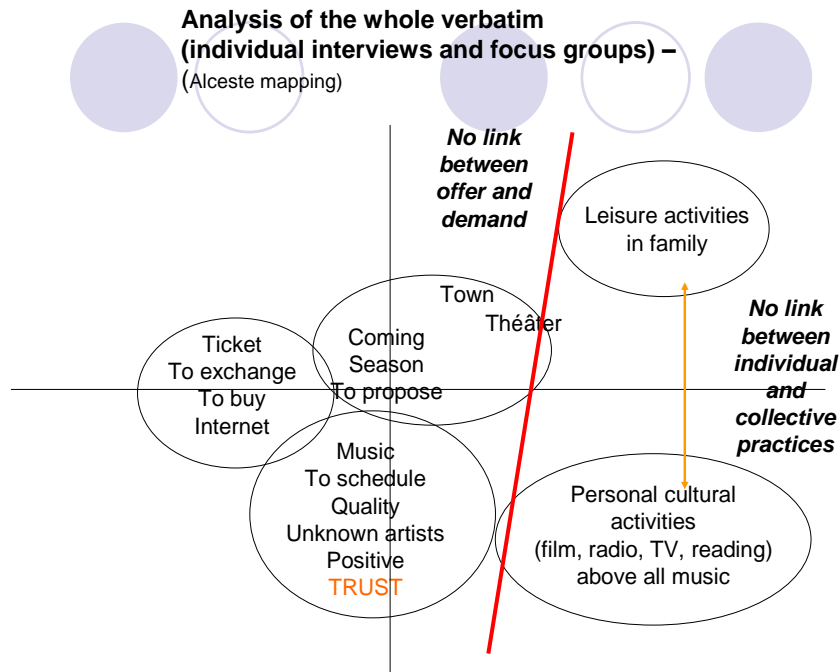 Analysis of the whole verbatim
(individual interviews and focus groups) –
(Alceste mapping)
No link
between
offer and
demand
Leisure activities
in family
Town
Théâter
Coming
Season
To propose
Ticket
To exchange
To buy
Internet
No link
between
individual
and
collective
practices
Music
To schedule
Quality
Unknown artists
Positive
TRUST
Personal cultural
activities
(film, radio, TV, reading)
above all music